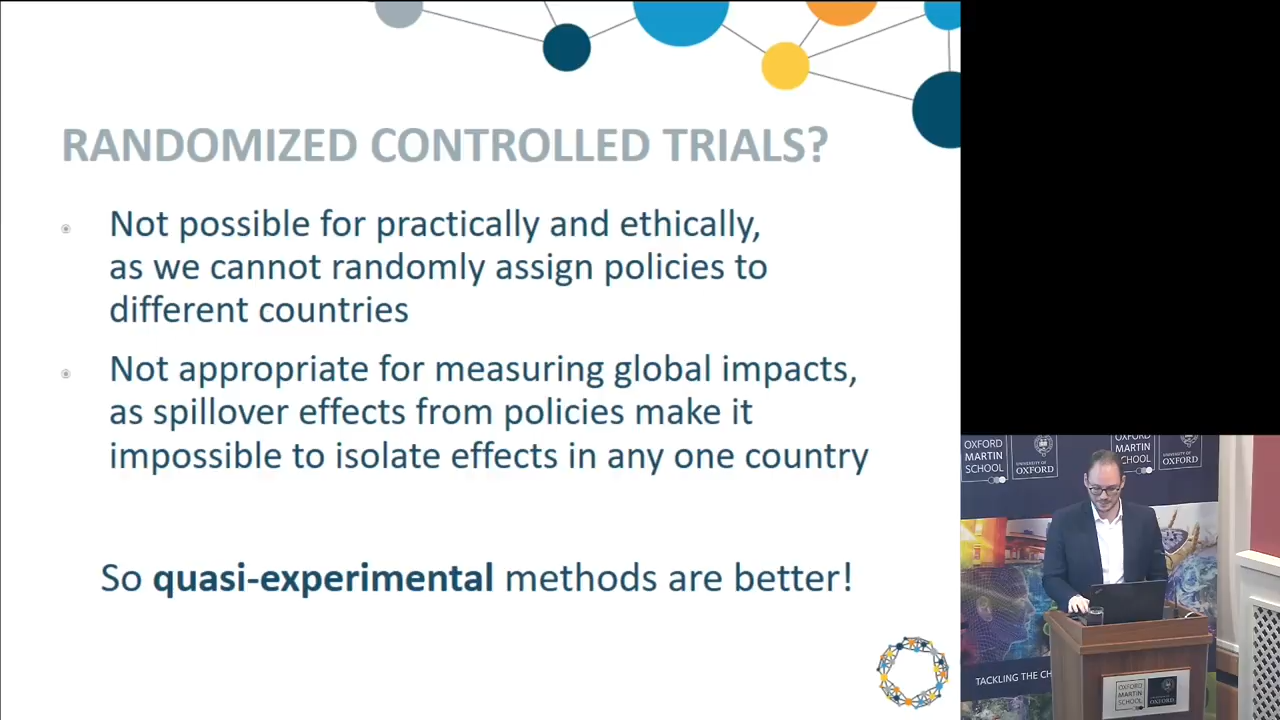 RANDOMIZED CONTROLLED TRIALS?
Not possible for practically and ethically,
as we cannot randomly assign policies to
different countries
Not appropriate for measuring global impacts,
as spillover effects from policies make it
impossible to isolate effects in any one country
So quasi-experimental methods are better!
OXFORD
MARTIN
SCHOOL
UNIVERSITY OF
OXFORD
OXFORD
MARTIN
SCHOOL
UNIVERSITY OF
OXFORD
TACKLING THE CH
OXFORD
MARTIN
SCHOOL
OXFORD